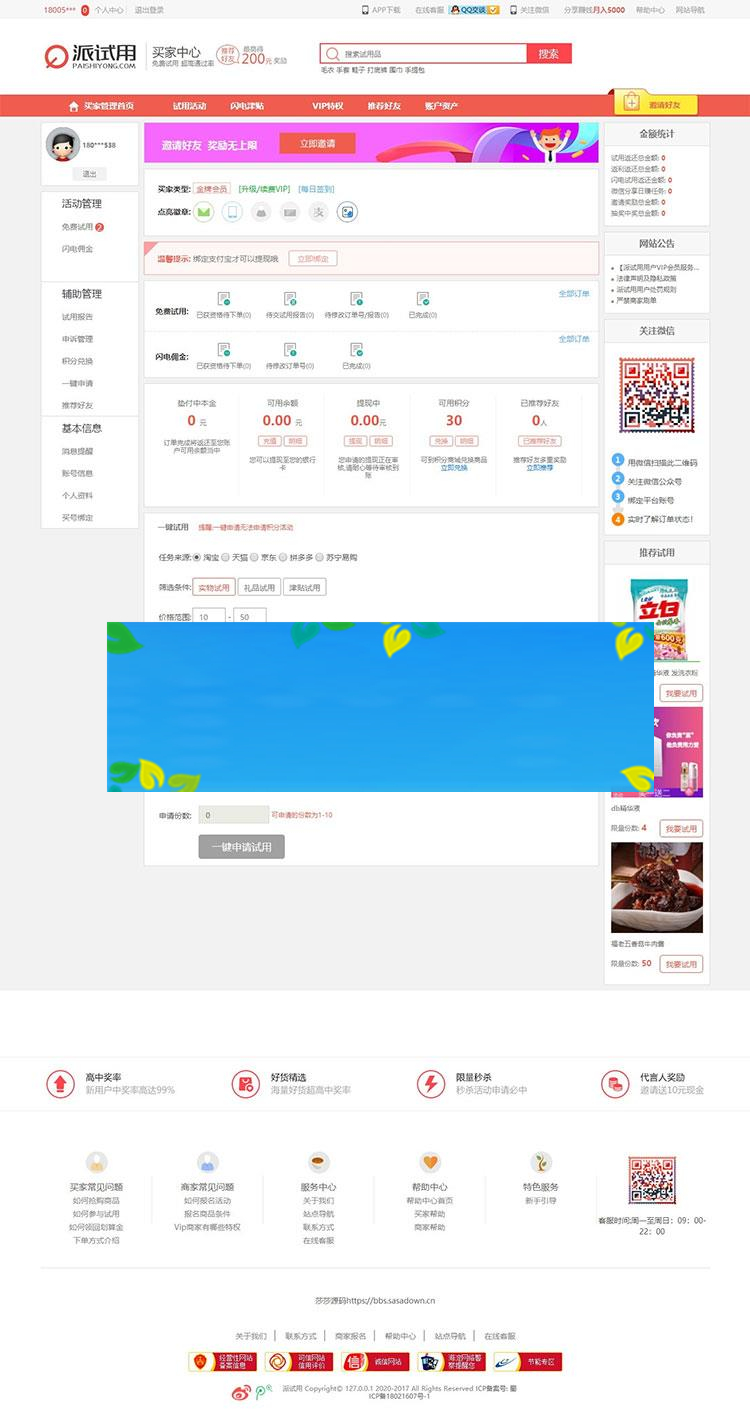 18005*** 0 个人中心 退出登录
APP下载 在线客服 QQ交谈 关注微信 分享赚钱月入5000 帮助中心 网站导航
派试用 PAISHIYONG.COM
买家中心
免费试用 超高通过率
推荐好友 最高得 200元 奖励
搜索试用品 搜索
毛衣 手套 鞋子 打底裤 围巾 手提包
买家管理首页 试用活动 闪电津贴 VIP特权 推荐好友 账户资产 邀请好友
180***538
退出
活动管理
免费试用 2
闪电佣金
辅助管理
试用报告
申诉管理
积分兑换
一键申请
推荐好友
基本信息
消息提醒
账号信息
个人资料
买号绑定
邀请好友 奖励无上限 立即邀请
买家类型: 金牌会员 [升级/续费VIP] [每日签到]
点亮徽章:
温馨提示: 绑定支付宝才可以提现哦 立即绑定
全部订单
免费试用: 已获资格待下单(0) 待交试用报告(0) 待修改订单号/报告(0) 已完成(0)
全部订单
闪电佣金: 已获资格待下单(0) 待修改订单号(0) 已完成(0)
垫付中本金 可用余额 提现中 可用积分 已推荐好友
0 元 0.00 元 0.00元 30 0人
充值 明细 提现 明细 兑换 明细 已推荐好友
订单完成将返还至您账户可用余额当中
您可以提现至您的银行卡
您申请的提现正在审核,请耐心等待审核到账
可到积分商城兑换商品 立即兑换
推荐好友多重奖励 立即推荐
一键试用 提醒:一键申请无法申请积分活动
任务来源: 淘宝 天猫 京东 拼多多 苏宁易购
筛选条件: 实物试用 礼品试用 津贴试用
价格范围: 10 - 50
申请份数: 0 可申请的份数为1-10
一键申请试用
金额统计
试用返还总金额: 0
返利返还总金额: 0
闪电试用返还金额: 0
微信分享日赚任务: 0
邀请奖励总金额: 0
抽奖中奖总金额: 0
网站公告
【派试用用户VIP会员服务...
法律声明及隐私政策
派试用用户处罚规则
严禁商家刷单
关注微信
1 用微信扫描此二维码
2 关注微信公众号
3 绑定平台账号
4 实时了解订单状态！
推荐试用
立白
我要试用
db精华液
限量份数: 4 我要试用
福老五香菇牛肉酱
限量份数: 50 我要试用
高中奖率
新用户中奖率高达99%
好货精选
海量好货超高中奖率
限量秒杀
秒杀活动申请必中
代言人奖励
邀请送10元现金
买家常见问题
如何抢购商品
如何参与试用
如何领回划算金
下单方式介绍
商家常见问题
如何报名活动
报名商品条件
Vip商家有哪些特权
服务中心
关于我们
站点导航
联系方式
在线客服
帮助中心
帮助中心首页
买家帮助
商家帮助
特色服务
新手引导
客服时间:周一至周日：09：00-22：00
莎莎源码https://bbs.sasadown.cn
关于我们 | 联系方式 | 商家报名 | 帮助中心 | 站点导航 | 在线客服
经营性网站备案信息 可信网站信用评价 诚信网站 网络警察提醒您 节能专区
派试用 Copyright© 127.0.0.1 2020-2017 All Rights Reserved ICP备案号: 蜀
ICP备18021607号-1